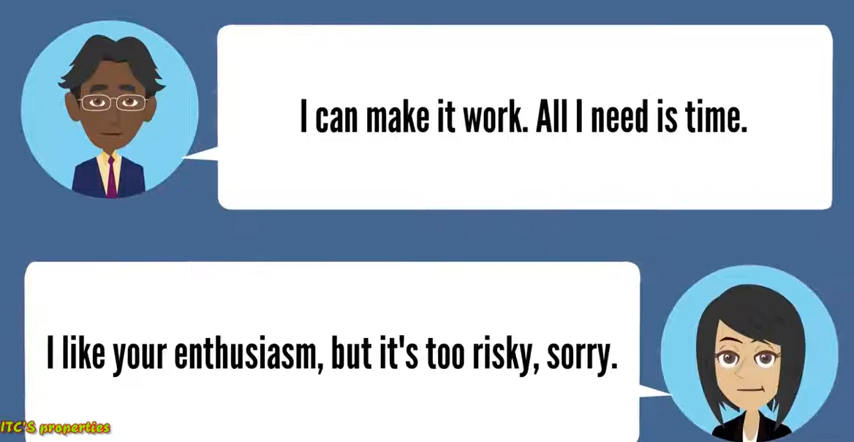 I can make it work. All I need is time.
I like your enthusiasm, but it's too risky, sorry.
ITC'S properties